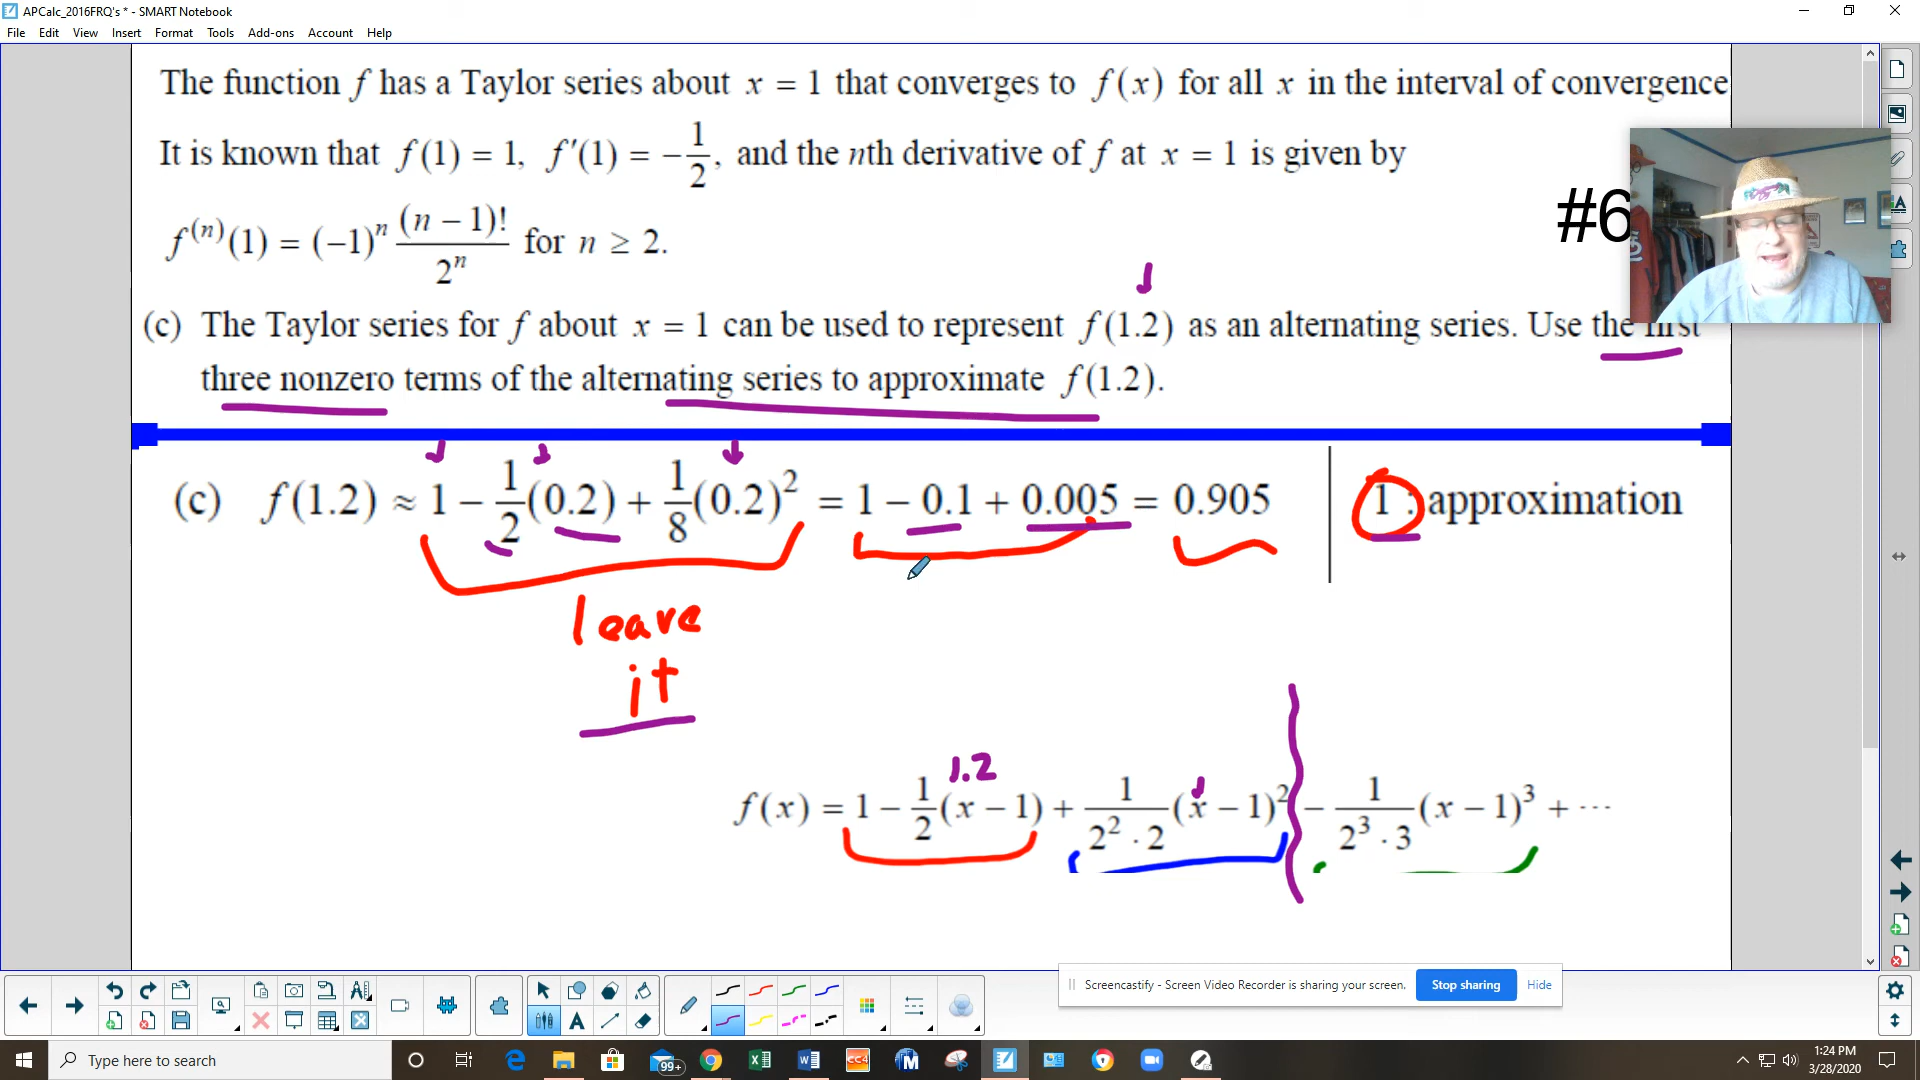 APCalc_2016FRQ's * - SMART Notebook
File Edit View Insert Format Tools Add-ons Account Help
The function f has a Taylor series about x = 1 that converges to f(x) for all x in the interval of convergence
It is known that f(1) = 1, f′(1) = −1/2, and the nth derivative of f at x = 1 is given by
#6
f^(n)(1) = (−1)^n (n − 1)!/2^n for n ≥ 2.
(c) The Taylor series for f about x = 1 can be used to represent f(1.2) as an alternating series. Use the first
three nonzero terms of the alternating series to approximate f(1.2).
(c) f(1.2) ≈ 1 − 1/2(0.2) + 1/8(0.2)^2 = 1 − 0.1 + 0.005 = 0.905 1 : approximation
leave
it
1.2
f(x) = 1 − 1/2(x − 1) + 1/(2^2 · 2)(x − 1)^2 − 1/(2^3 · 3)(x − 1)^3 + ···
Screencastify - Screen Video Recorder is sharing your screen. Stop sharing Hide
Type here to search
99+
CC4
1:24 PM
3/28/2020